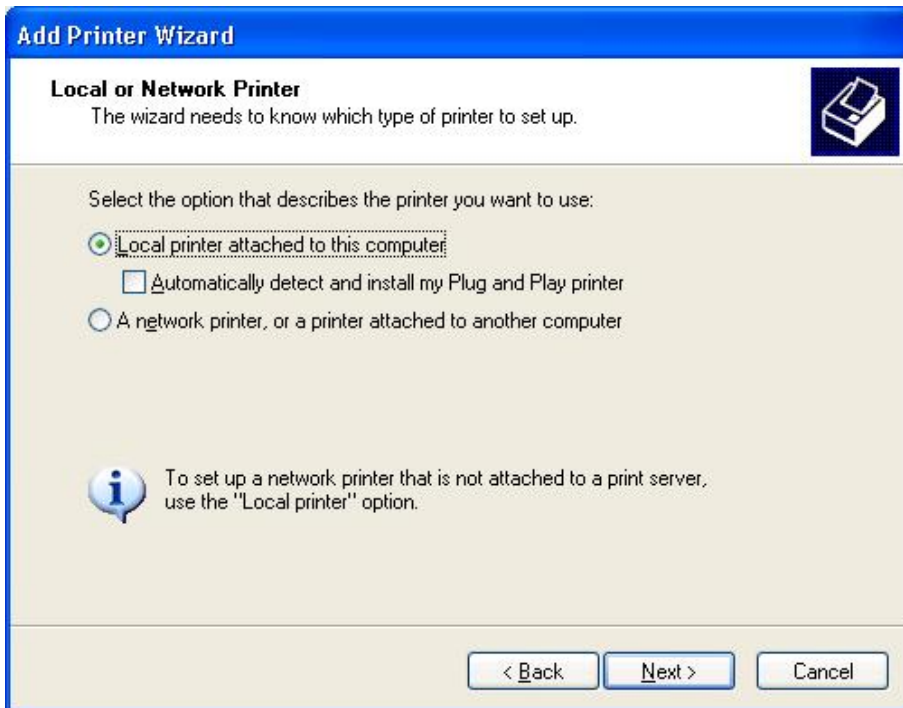 Add Printer Wizard
Local or Network Printer
The wizard needs to know which type of printer to set up.
Select the option that describes the printer you want to use:
Local printer attached to this computer
Automatically detect and install my Plug and Play printer
A network printer, or a printer attached to another computer
To set up a network printer that is not attached to a print server,
use the "Local printer" option.
< Back
Next >
Cancel